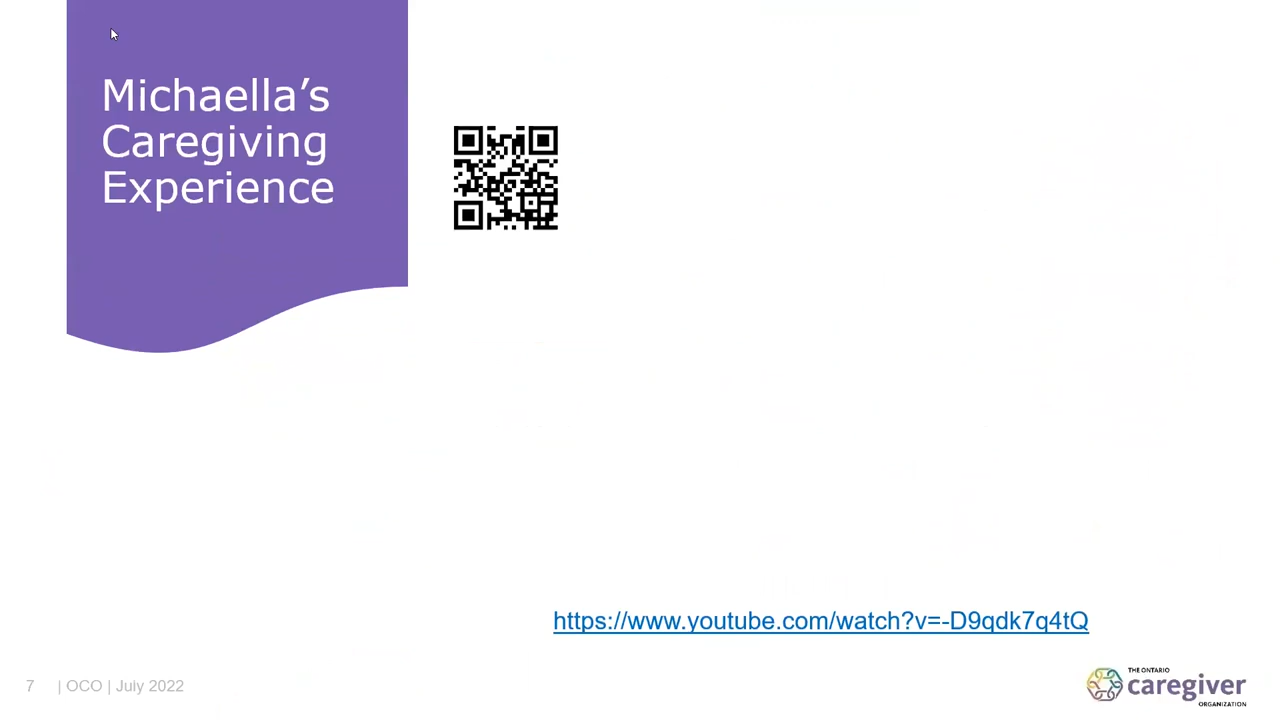 Michaella’s
Caregiving
Experience
https://www.youtube.com/watch?v=-D9qdk7q4tQ
7 | OCO | July 2022
THE ONTARIO
caregiver
ORGANIZATION